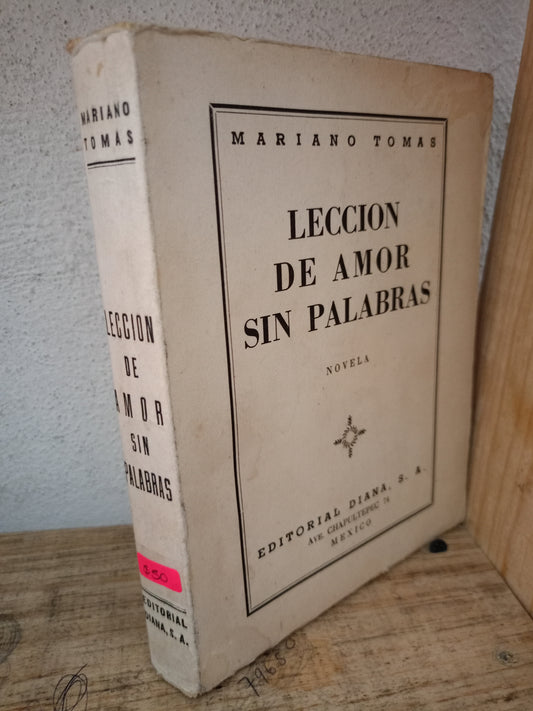 MARIANO
TOMAS
LECCION
DE
AMOR
SIN
PALABRAS
$50
EDITORIAL
DIANA, S. A.
MARIANO TOMAS
LECCION
DE AMOR
SIN PALABRAS
NOVELA
EDITORIAL DIANA, S. A.
AVE. CHAPULTEPEC 74
MEXICO